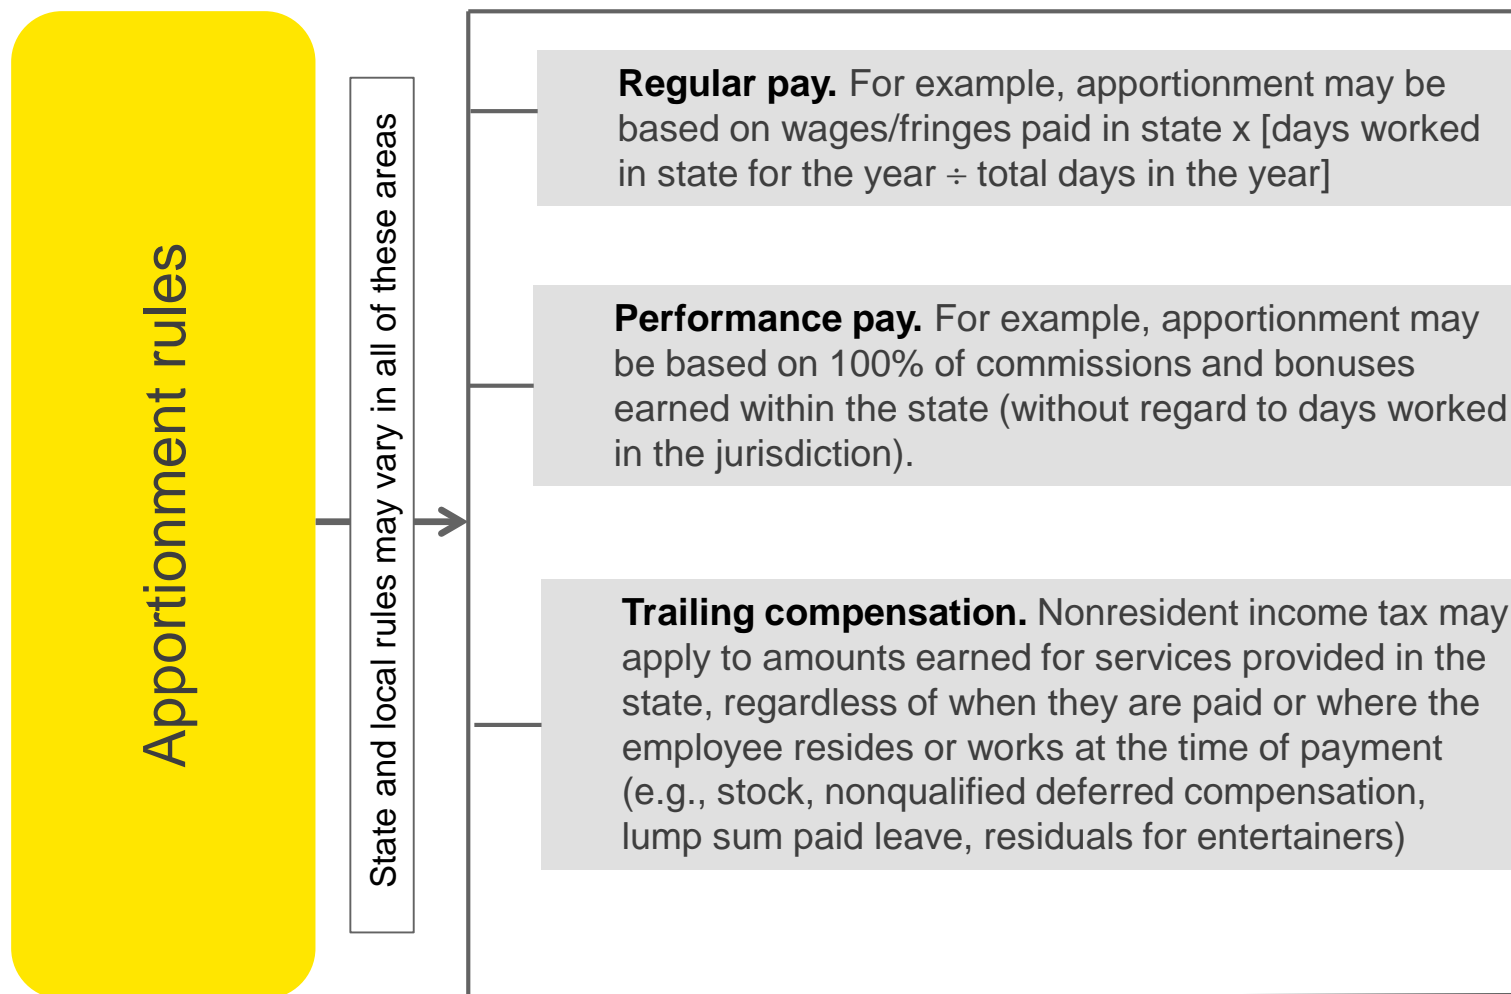 Apportionment rules
State and local rules may vary in all of these areas
Regular pay. For example, apportionment may be
based on wages/fringes paid in state x [days worked
in state for the year ÷ total days in the year]
Performance pay. For example, apportionment may
be based on 100% of commissions and bonuses
earned within the state (without regard to days worked
in the jurisdiction).
Trailing compensation. Nonresident income tax may
apply to amounts earned for services provided in the
state, regardless of when they are paid or where the
employee resides or works at the time of payment
(e.g., stock, nonqualified deferred compensation,
lump sum paid leave, residuals for entertainers)